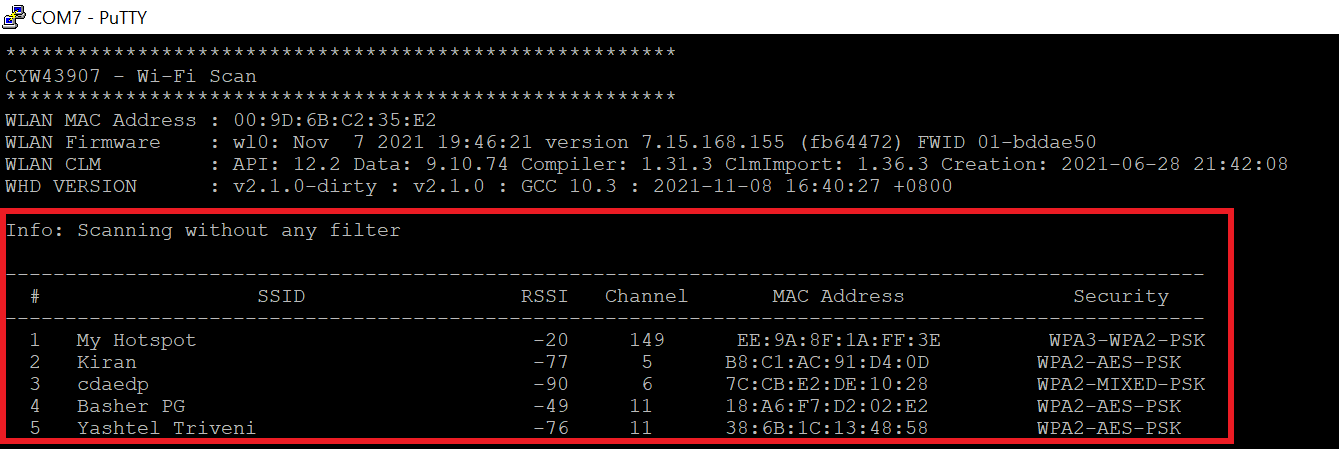 COM7 - PuTTY
********************************************************
CYW43907 - Wi-Fi Scan
********************************************************
WLAN MAC Address : 00:9D:6B:C2:35:E2
WLAN Firmware    : wl0: Nov  7 2021 19:46:21 version 7.15.168.155 (fb64472) FWID 01-bddae50
WLAN CLM         : API: 12.2 Data: 9.10.74 Compiler: 1.31.3 ClmImport: 1.36.3 Creation: 2021-06-28 21:42:08
WHD VERSION      : v2.1.0-dirty : v2.1.0 : GCC 10.3 : 2021-11-08 16:40:27 +0800
Info: Scanning without any filter
----------------------------------------------------------------------------------------------------
  #                  SSID                  RSSI   Channel       MAC Address              Security
----------------------------------------------------------------------------------------------------
  1   My Hotspot                            -20     149      EE:9A:8F:1A:FF:3E         WPA3-WPA2-PSK
  2   Kiran                                 -77      5      B8:C1:AC:91:D4:0D         WPA2-AES-PSK
  3   cdaedp                                -90      6      7C:CB:E2:DE:10:28         WPA2-MIXED-PSK
  4   Basher PG                             -49     11      18:A6:F7:D2:02:E2         WPA2-AES-PSK
  5   Yashtel Triveni                       -76     11      38:6B:1C:13:48:58         WPA2-AES-PSK